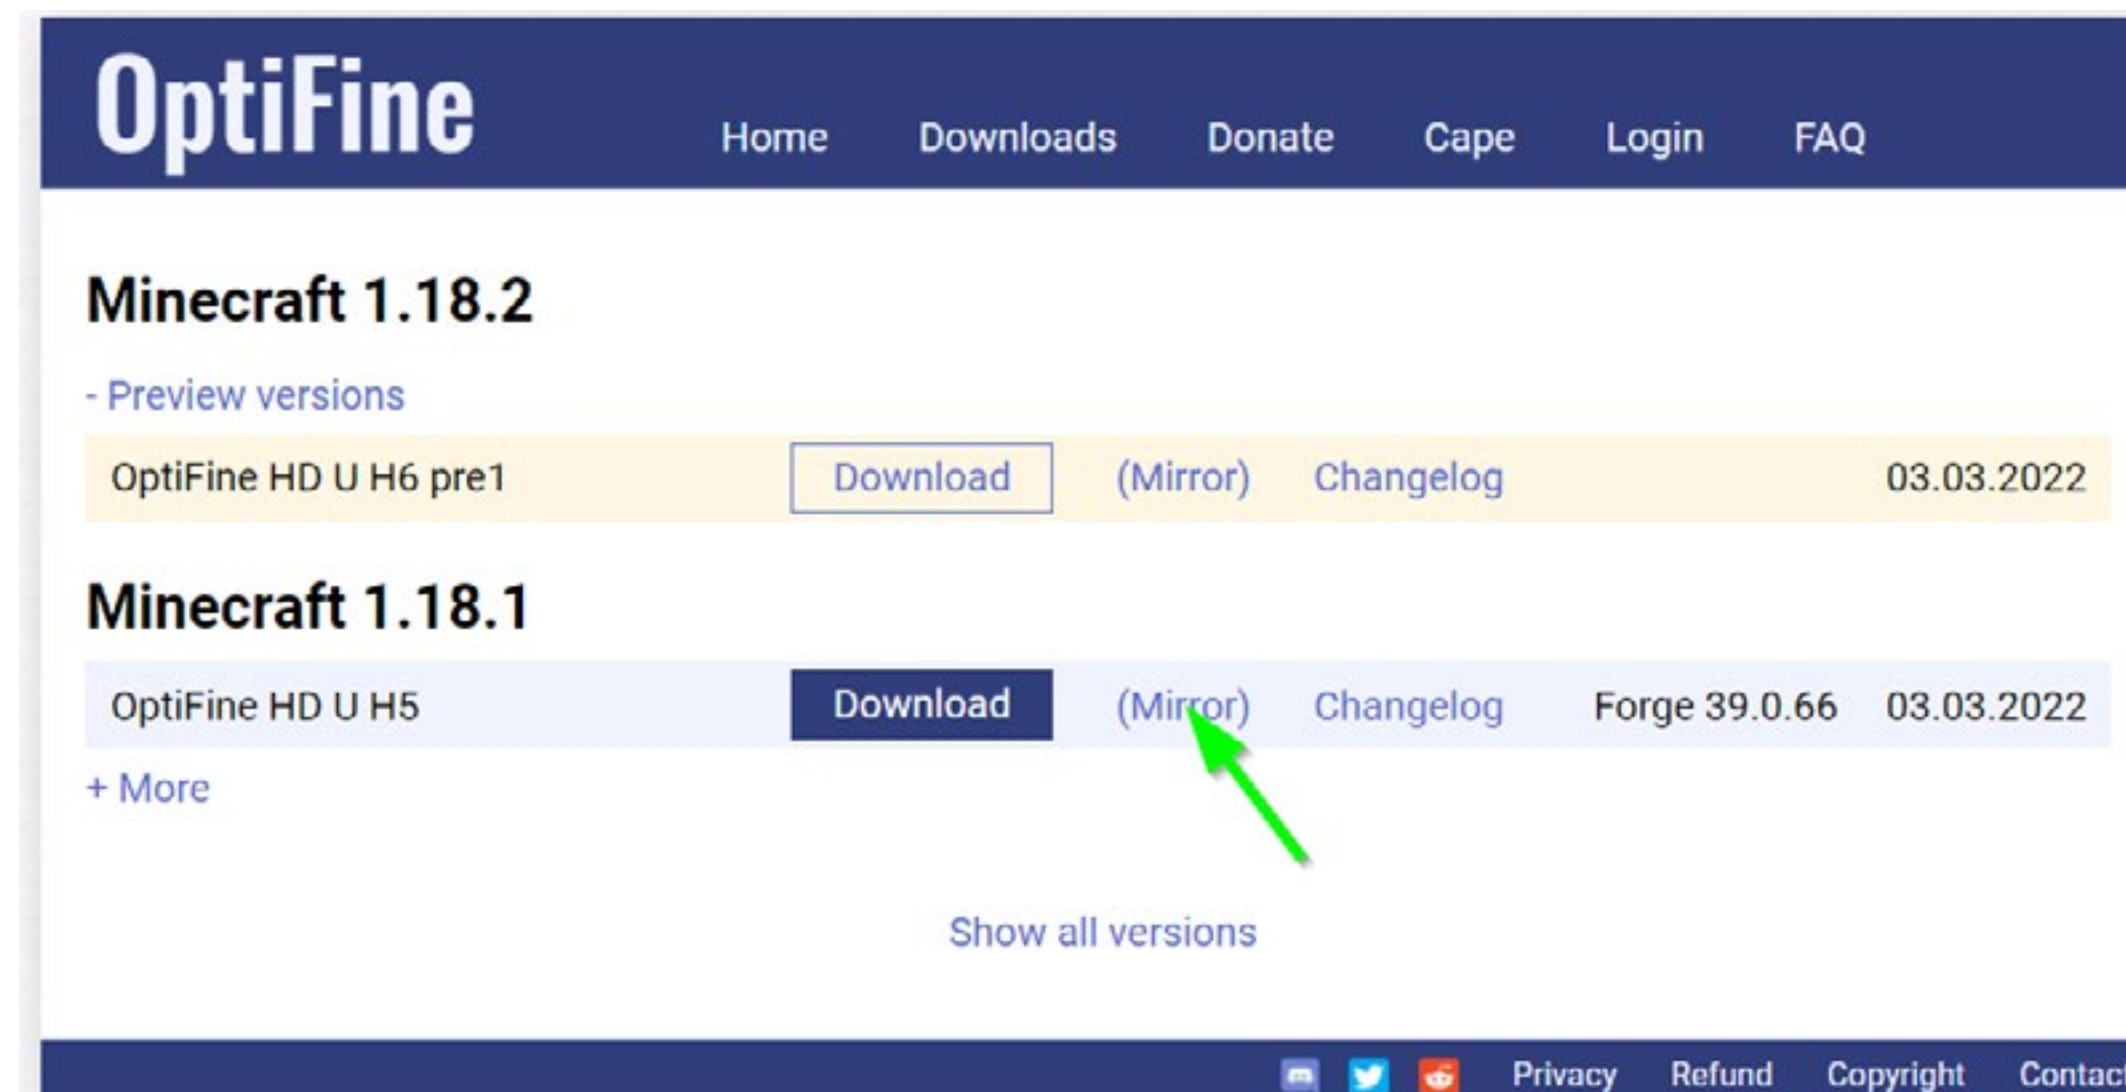 OptiFine
Home Downloads Donate Cape Login FAQ
Minecraft 1.18.2
- Preview versions
OptiFine HD U H6 pre1 Download (Mirror) Changelog 03.03.2022
Minecraft 1.18.1
OptiFine HD U H5 Download (Mirror) Changelog Forge 39.0.66 03.03.2022
+ More
Show all versions
Privacy Refund Copyright Contac